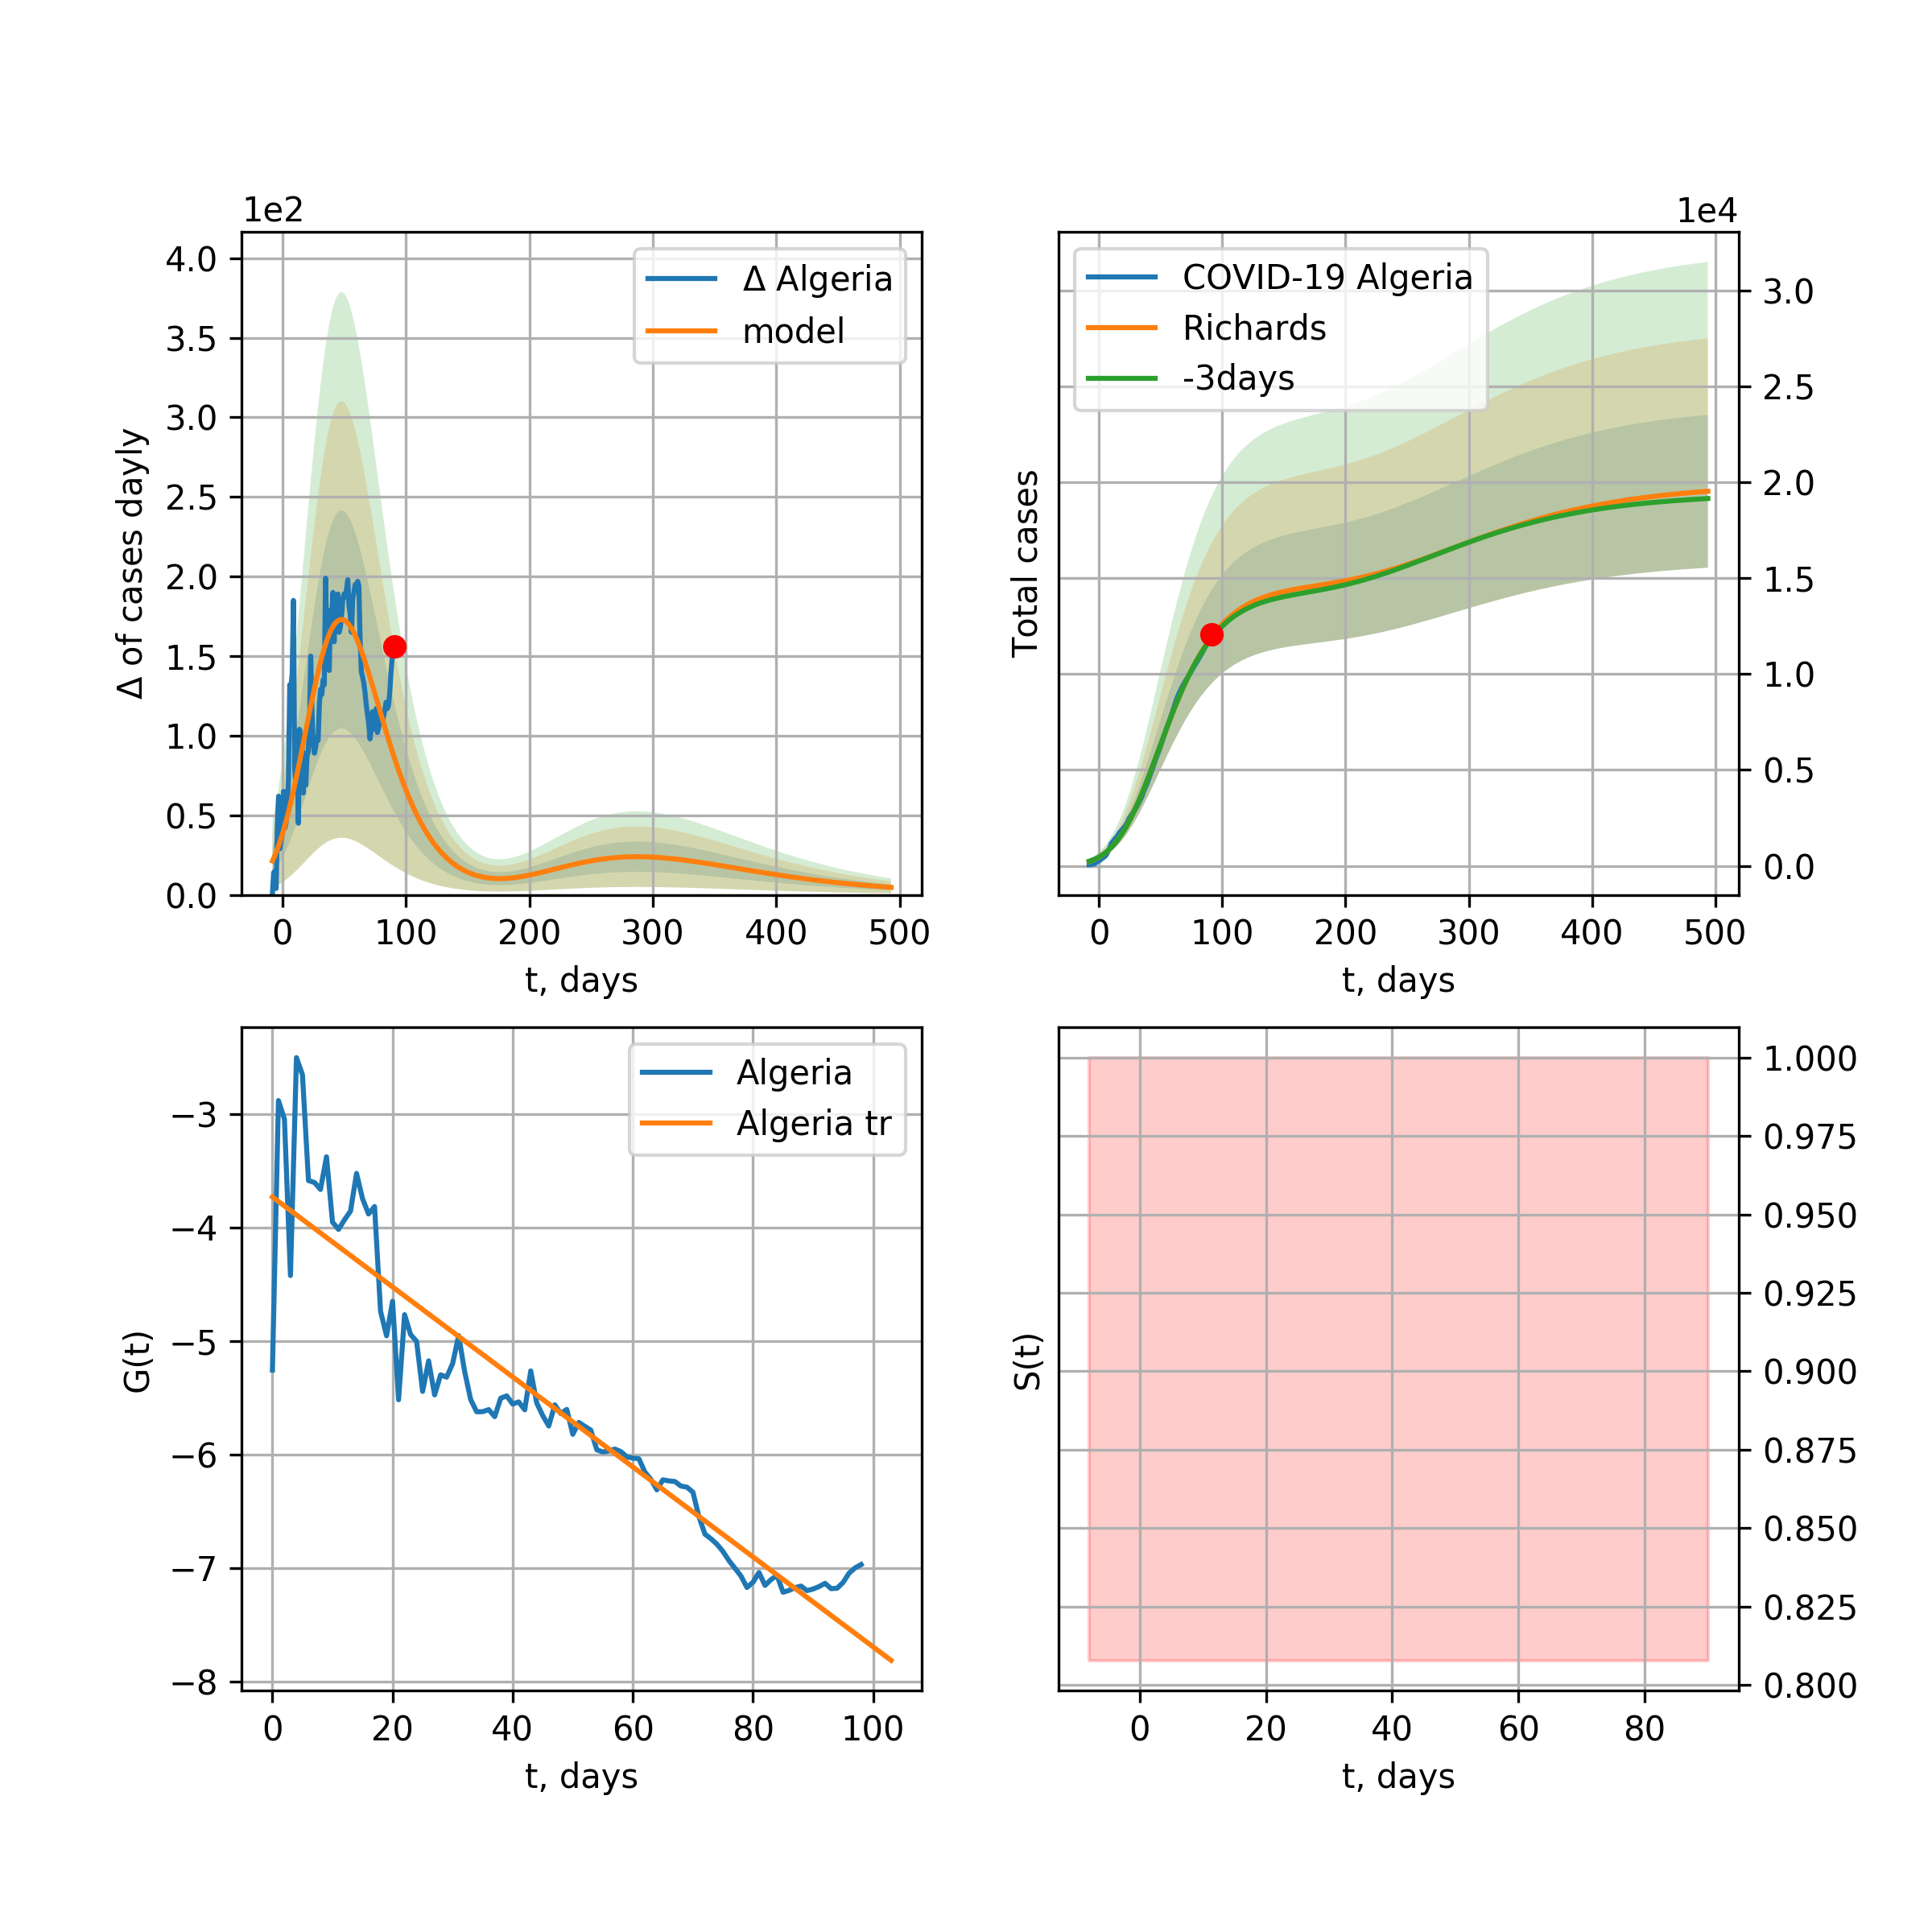 1e2
4.0
3.5
3.0
2.5
2.0
1.5
1.0
0.5
0.0
Δ of cases dayly
0 100 200 300 400 500
t, days
Δ Algeria
model
1e4
3.0
2.5
2.0
1.5
1.0
0.5
0.0
Total cases
0 100 200 300 400 500
t, days
COVID-19 Algeria
Richards
-3days
−3
−4
−5
−6
−7
−8
G(t)
0 20 40 60 80 100
t, days
Algeria
Algeria tr
1.000
0.975
0.950
0.925
0.900
0.875
0.850
0.825
0.800
S(t)
0 20 40 60 80
t, days